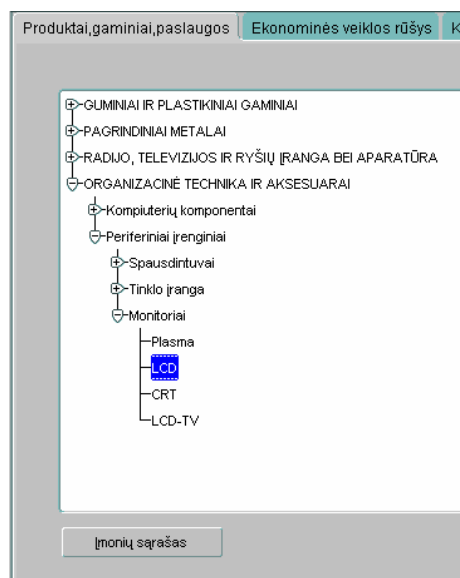 Produktai,gaminiai,paslaugos Ekonominės veiklos rūšys K
GUMINIAI IR PLASTIKINIAI GAMINIAI
PAGRINDINIAI METALAI
RADIJO, TELEVIZIJOS IR RYŠIŲ ĮRANGA BEI APARATŪRA
ORGANIZACINĖ TECHNIKA IR AKSESUARAI
Kompiuterių komponentai
Periferiniai įrenginiai
Spausdintuvai
Tinklo įranga
Monitoriai
Plasma
LCD
CRT
LCD-TV
Įmonių sąrašas